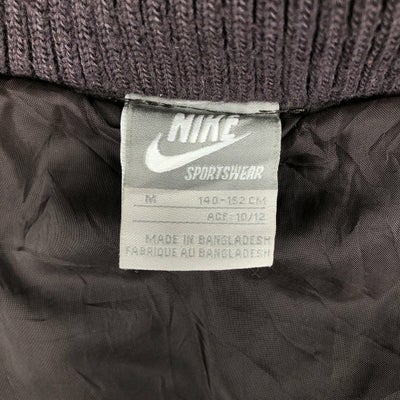 NIKE
SPORTSWEAR
M 140-152 CM
AGE: 10/12
MADE IN BANGLADESH
FABRIQUE AU BANGLADESH